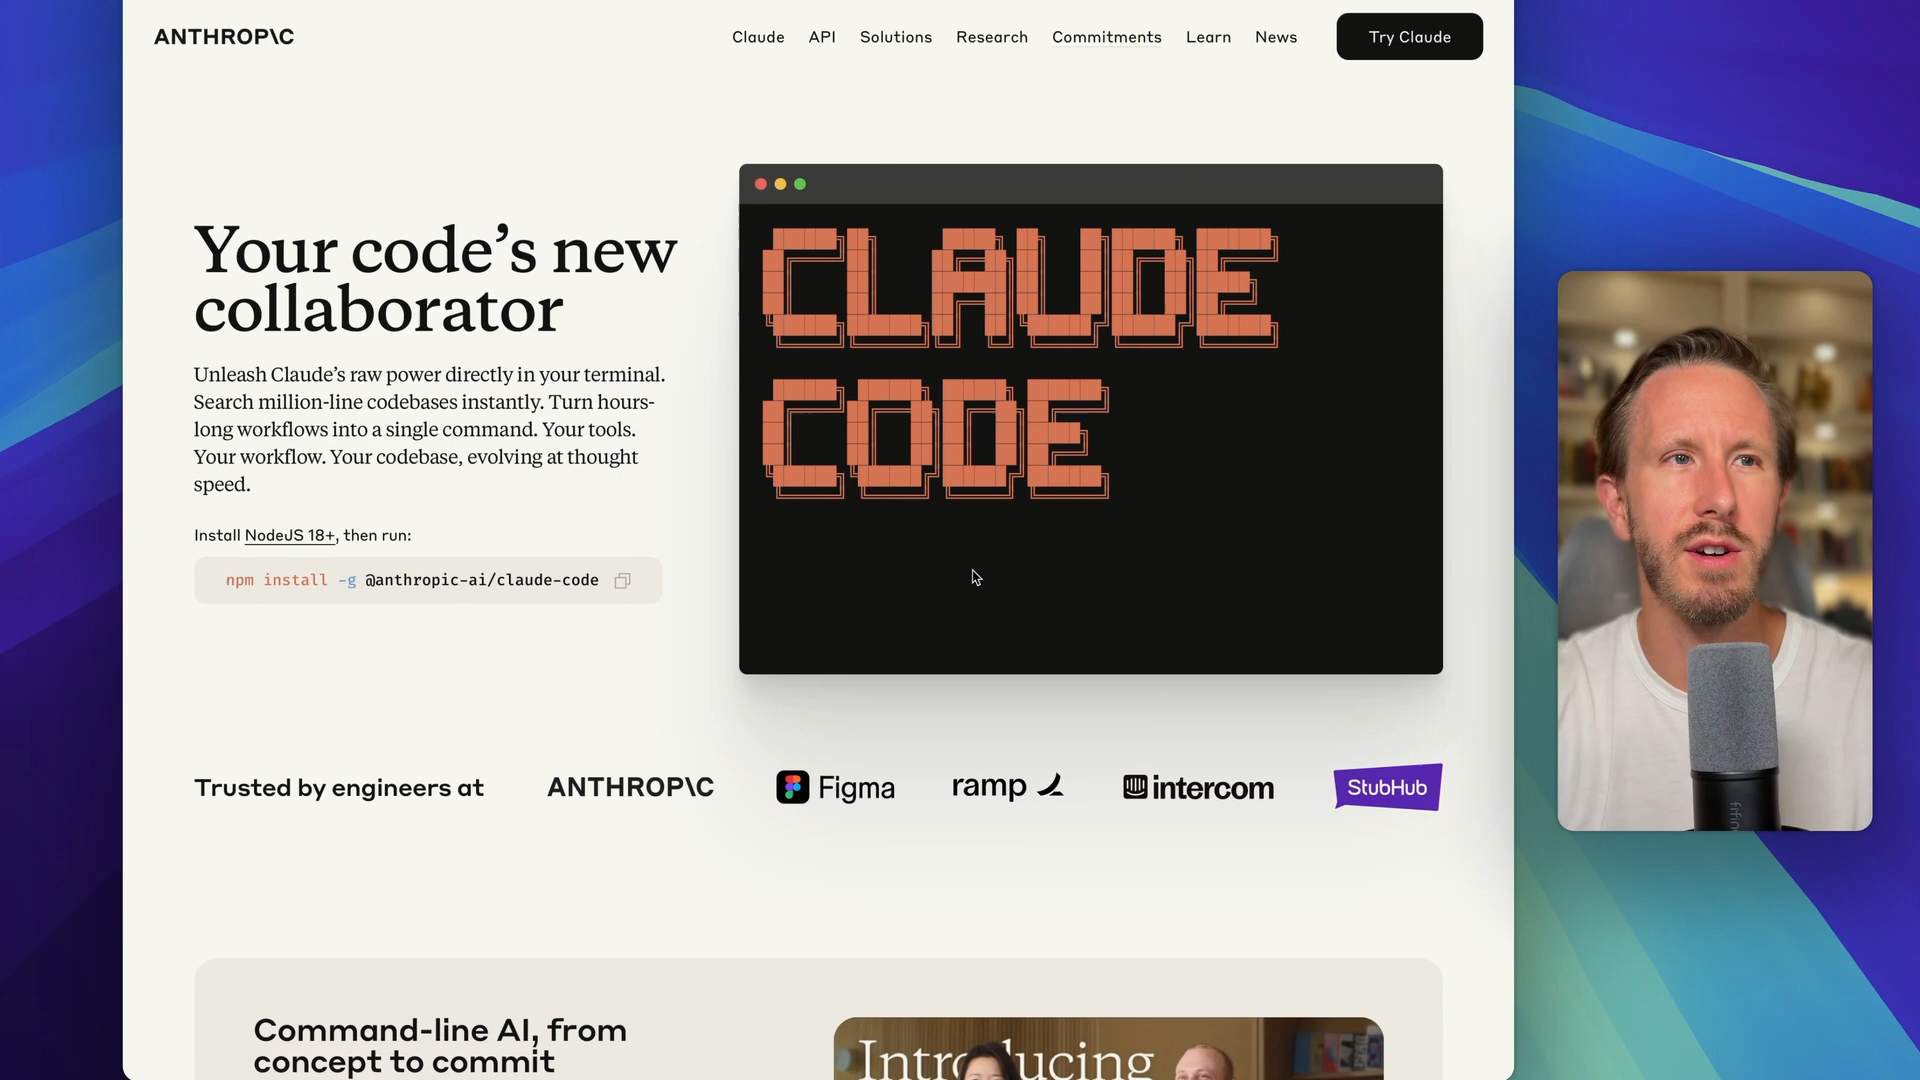 ANTHROP\C
Claude API Solutions Research Commitments Learn News Try Claude
Your code’s new
collaborator
Unleash Claude’s raw power directly in your terminal.
Search million-line codebases instantly. Turn hours-
long workflows into a single command. Your tools.
Your workflow. Your codebase, evolving at thought
speed.
Install NodeJS 18+, then run:
npm install -g @anthropic-ai/claude-code
CLAUDE
CODE
Trusted by engineers at ANTHROP\C Figma ramp intercom StubHub
Command-line AI, from
concept to commit
Introducing